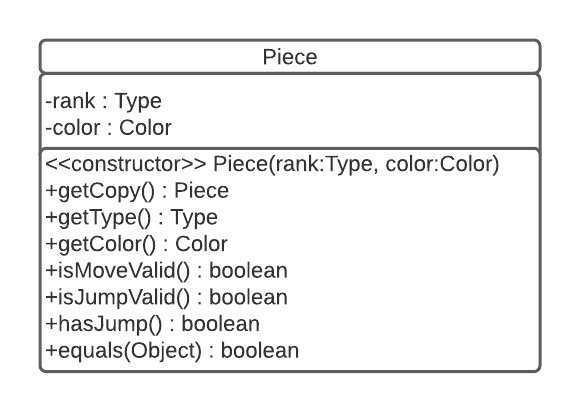 Piece
-rank : Type
-color : Color
<<constructor>> Piece(rank:Type, color:Color)
+getCopy() : Piece
+getType() : Type
+getColor() : Color
+isMoveValid() : boolean
+isJumpValid() : boolean
+hasJump() : boolean
+equals(Object) : boolean